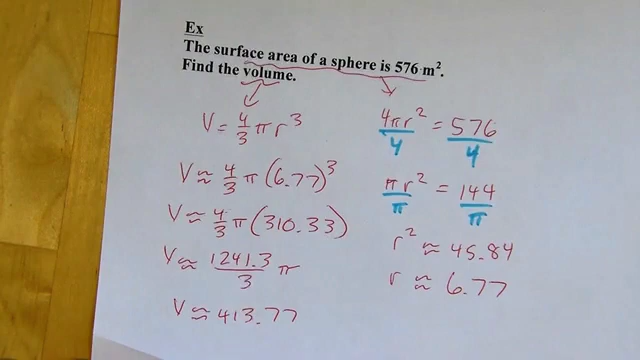 Ex
The surface area of a sphere is 576 m².
Find the volume.
V = 4/3 πr³
V ≈ 4/3 π(6.77)³
V ≈ 4/3 π(310.33)
V ≈ 1241.3/3 π
V ≈ 413.77
4πr²/4 = 576/4
πr²/π = 144/π
r² ≈ 45.84
r ≈ 6.77